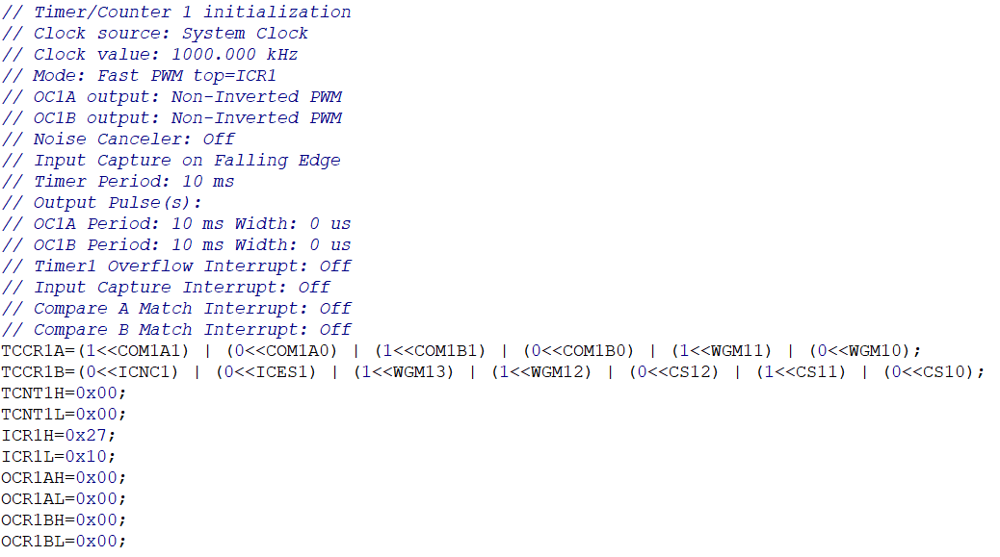 // Timer/Counter 1 initialization
// Clock source: System Clock
// Clock value: 1000.000 kHz
// Mode: Fast PWM top=ICR1
// OC1A output: Non-Inverted PWM
// OC1B output: Non-Inverted PWM
// Noise Canceler: Off
// Input Capture on Falling Edge
// Timer Period: 10 ms
// Output Pulse(s):
// OC1A Period: 10 ms Width: 0 us
// OC1B Period: 10 ms Width: 0 us
// Timer1 Overflow Interrupt: Off
// Input Capture Interrupt: Off
// Compare A Match Interrupt: Off
// Compare B Match Interrupt: Off
TCCR1A=(1<<COM1A1) | (0<<COM1A0) | (1<<COM1B1) | (0<<COM1B0) | (1<<WGM11) | (0<<WGM10);
TCCR1B=(0<<ICNC1) | (0<<ICES1) | (1<<WGM13) | (1<<WGM12) | (0<<CS12) | (1<<CS11) | (0<<CS10);
TCNT1H=0x00;
TCNT1L=0x00;
ICR1H=0x27;
ICR1L=0x10;
OCR1AH=0x00;
OCR1AL=0x00;
OCR1BH=0x00;
OCR1BL=0x00;